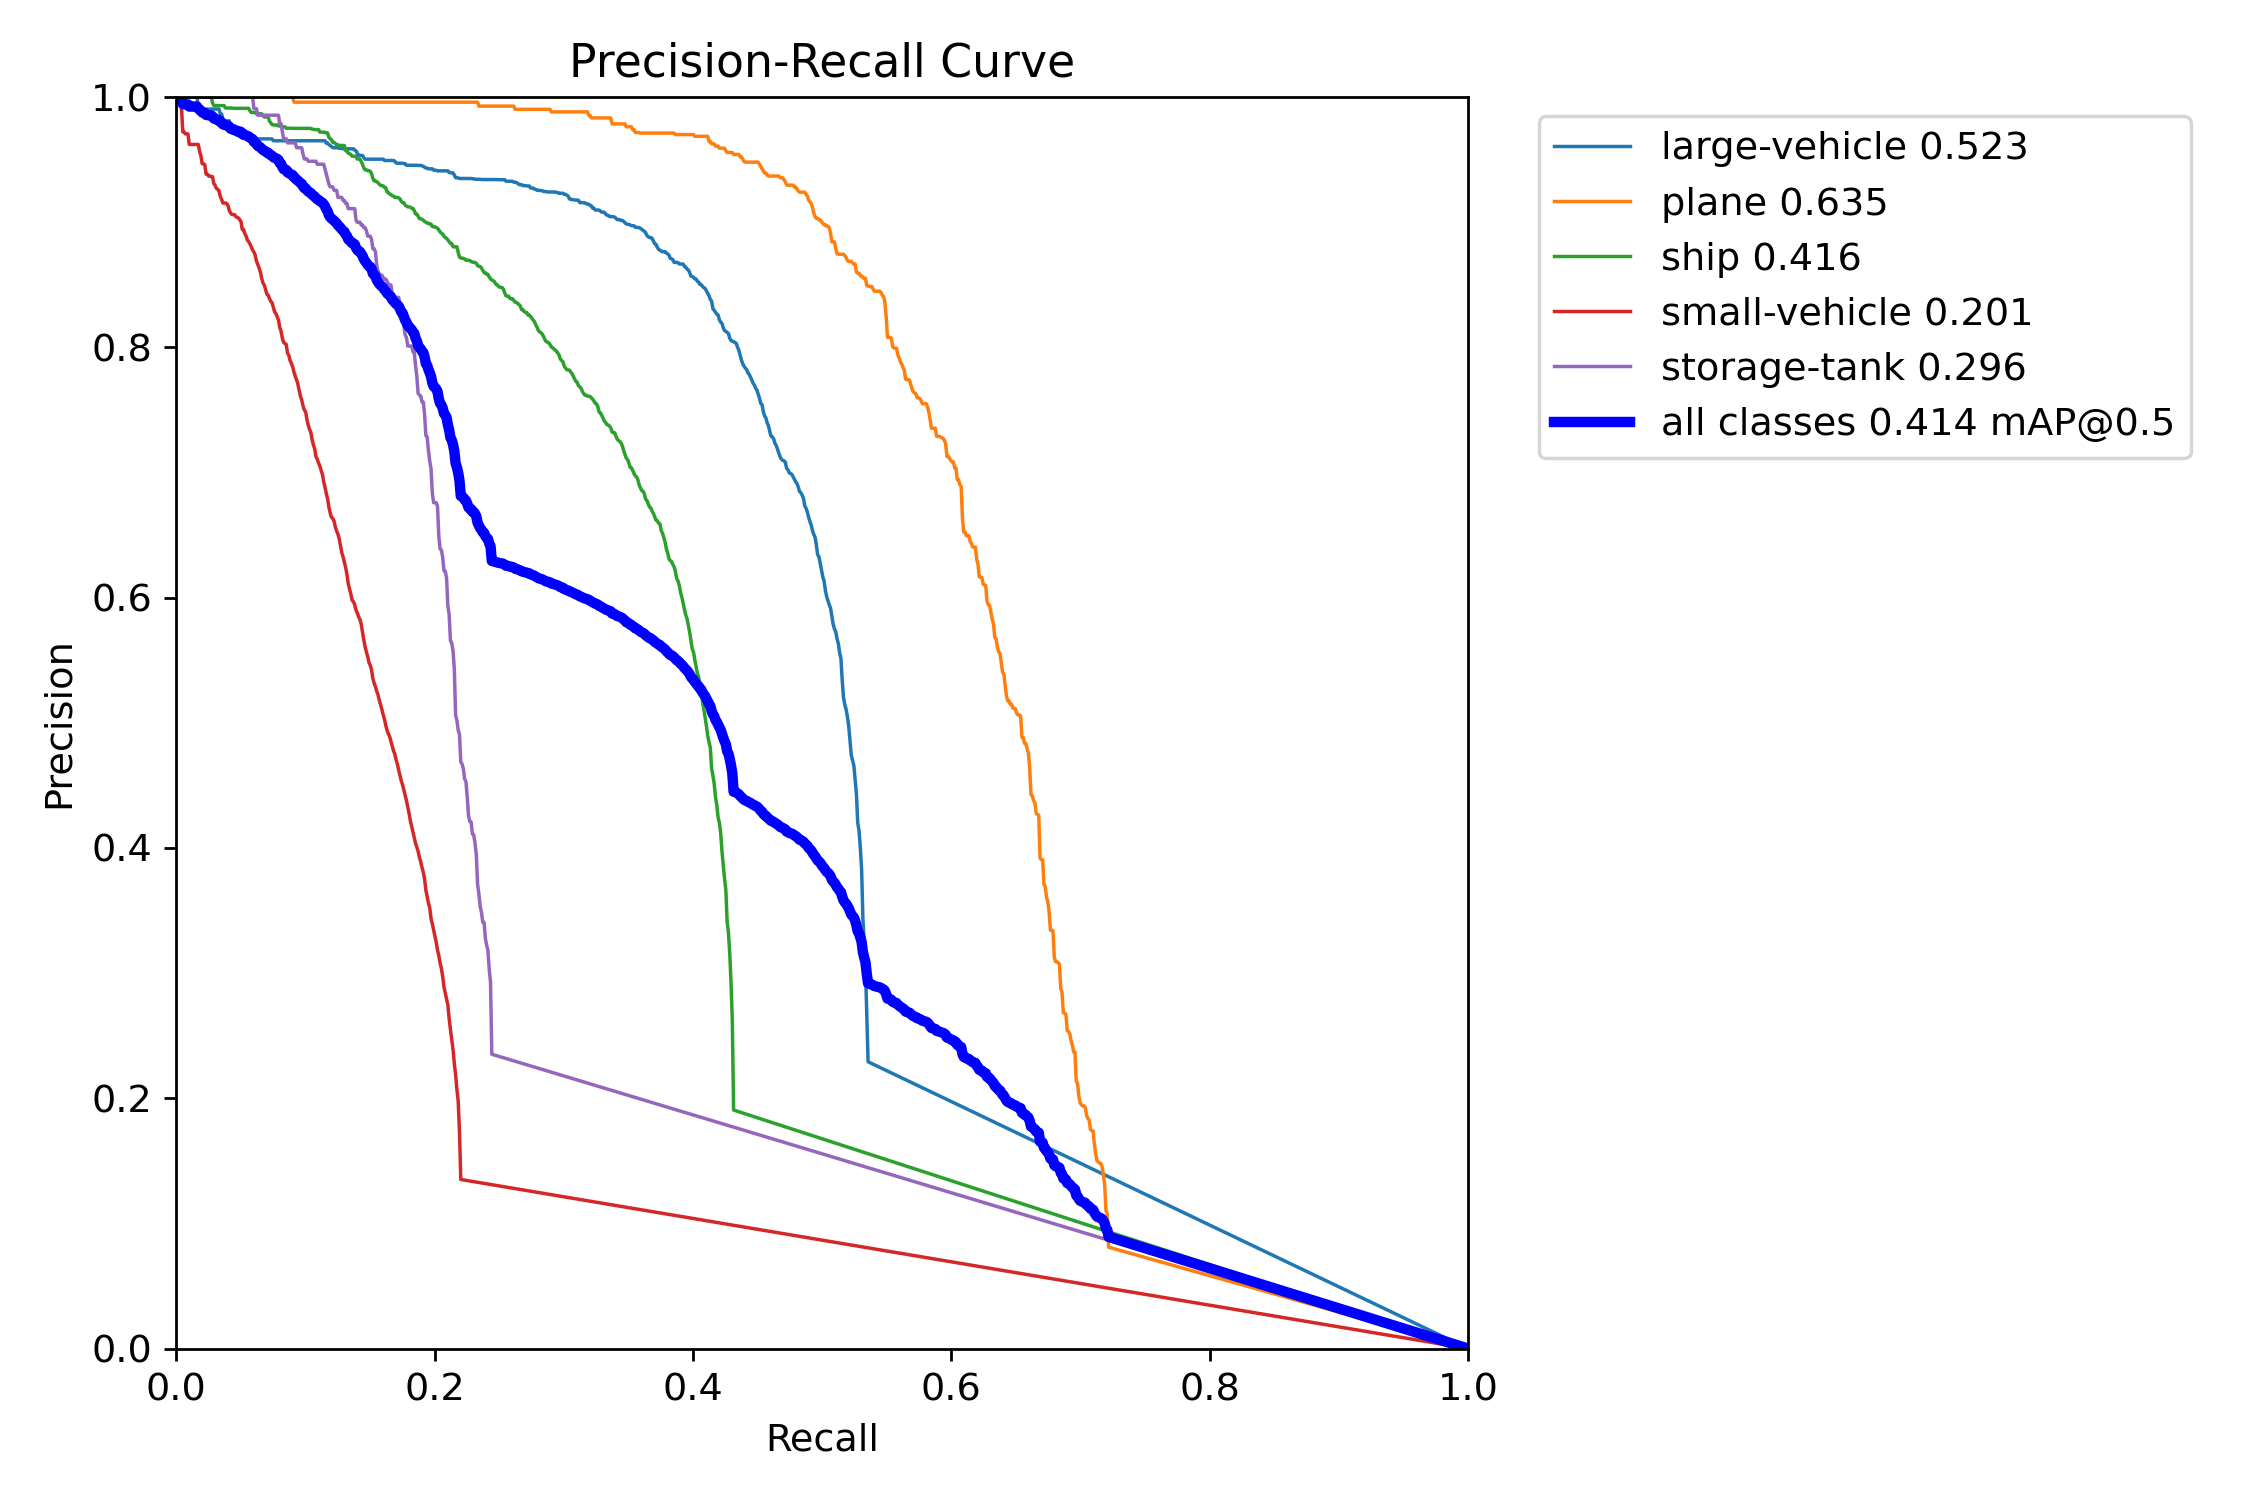 Precision-Recall Curve
1.0
0.8
0.6
0.4
0.2
0.0
Precision
0.0 0.2 0.4 0.6 0.8 1.0
Recall
large-vehicle 0.523
plane 0.635
ship 0.416
small-vehicle 0.201
storage-tank 0.296
all classes 0.414 mAP@0.5